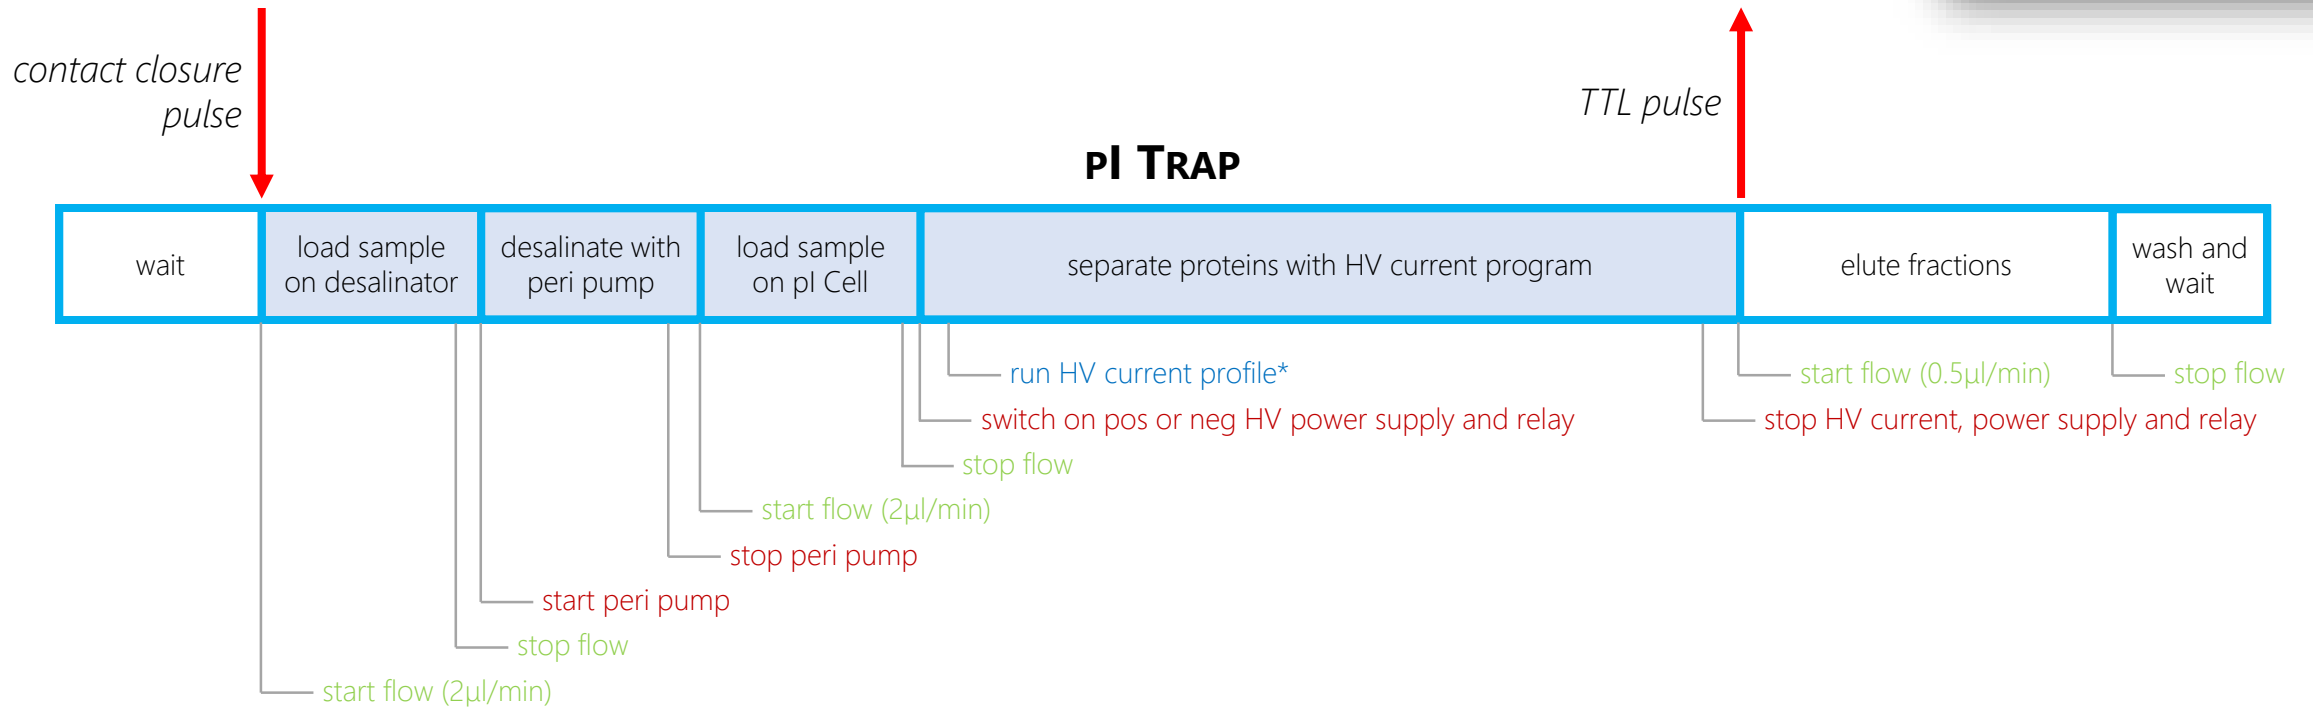 contact closure
pulse
TTL pulse
PI TRAP
wait
load sample
on desalinator
desalinate with
peri pump
load sample
on pI Cell
separate proteins with HV current program
elute fractions
wash and
wait
run HV current profile*
start flow (0.5µl/min)
stop flow
switch on pos or neg HV power supply and relay
stop HV current, power supply and relay
stop flow
start flow (2µl/min)
stop peri pump
start peri pump
stop flow
start flow (2µl/min)